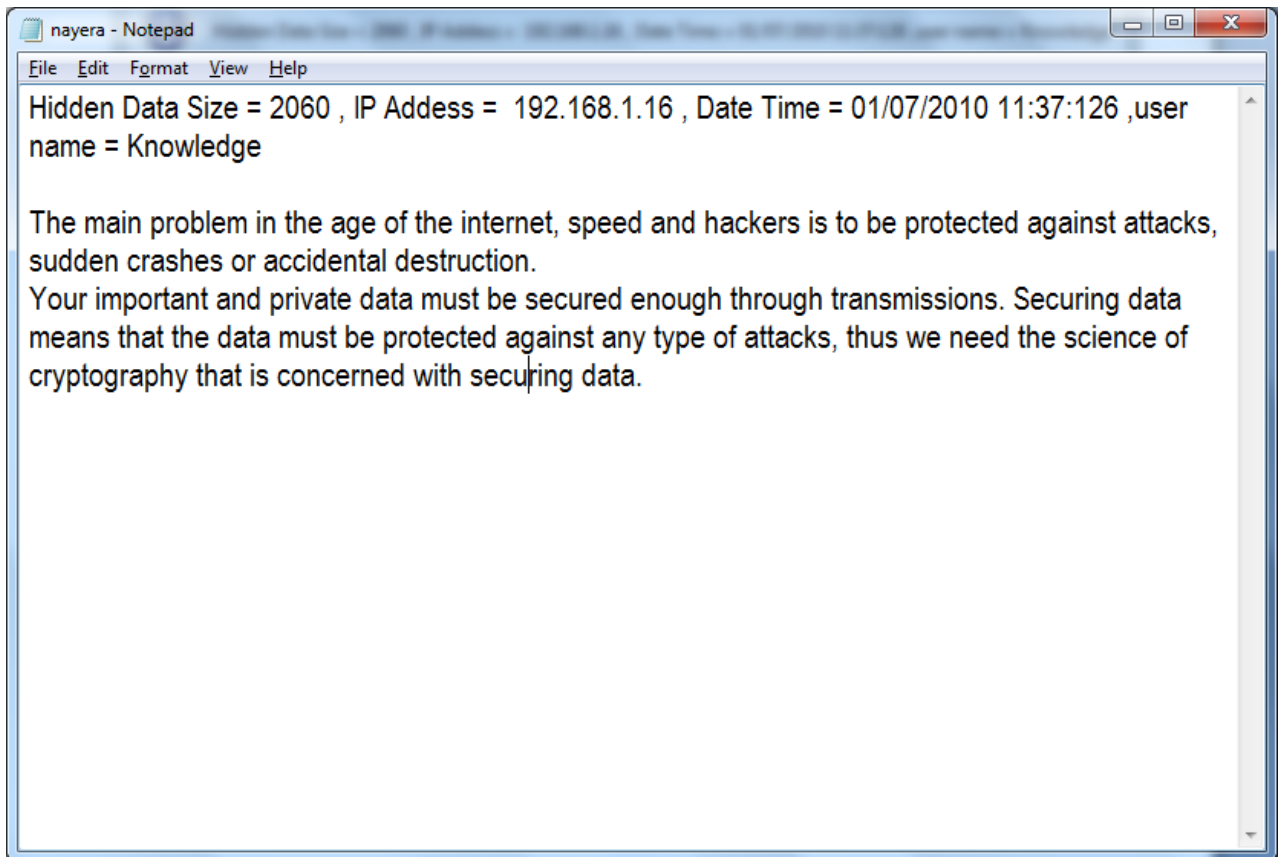 nayera - Notepad
File Edit Format View Help
Hidden Data Size = 2060 , IP Addess =  192.168.1.16 , Date Time = 01/07/2010 11:37:126 ,user
name = Knowledge
The main problem in the age of the internet, speed and hackers is to be protected against attacks,
sudden crashes or accidental destruction.
Your important and private data must be secured enough through transmissions. Securing data
means that the data must be protected against any type of attacks, thus we need the science of
cryptography that is concerned with securing data.